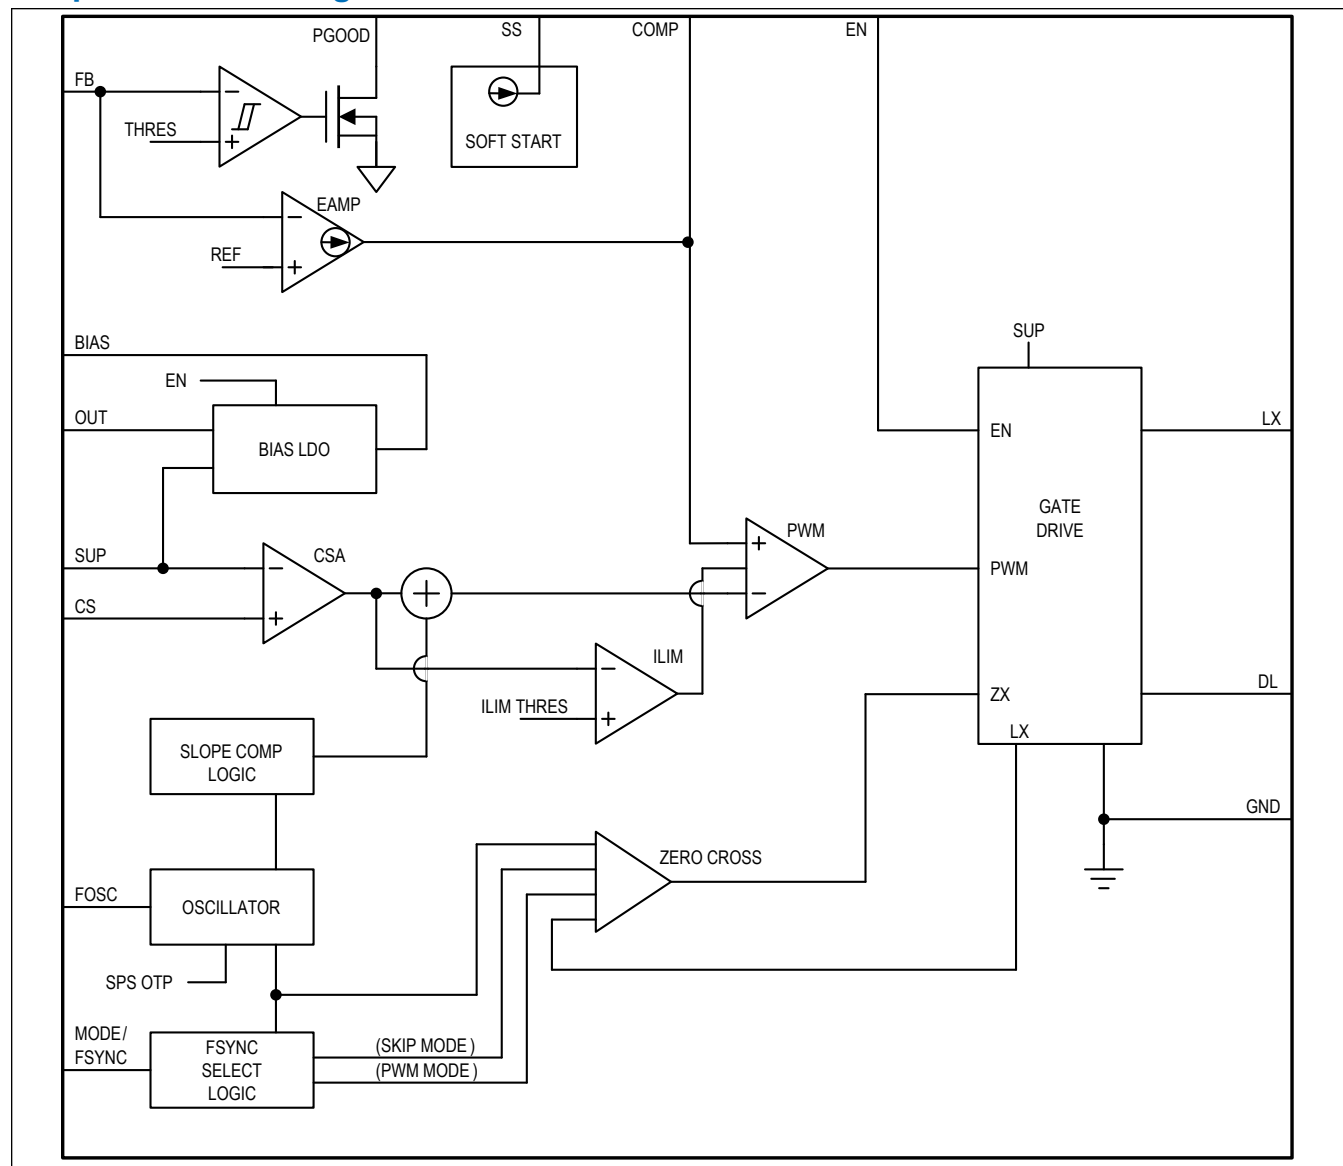 PGOOD
SS
COMP
EN
FB
THRES
SOFT START
EAMP
REF
BIAS
EN
OUT
BIAS LDO
SUP
EN
LX
GATE
DRIVE
SUP
CSA
PWM
PWM
CS
ILIM
ILIM THRES
ZX
DL
LX
SLOPE COMP
LOGIC
GND
ZERO CROSS
FOSC
OSCILLATOR
SPS OTP
MODE/
FSYNC
FSYNC
SELECT
LOGIC
(SKIP MODE)
(PWM MODE)